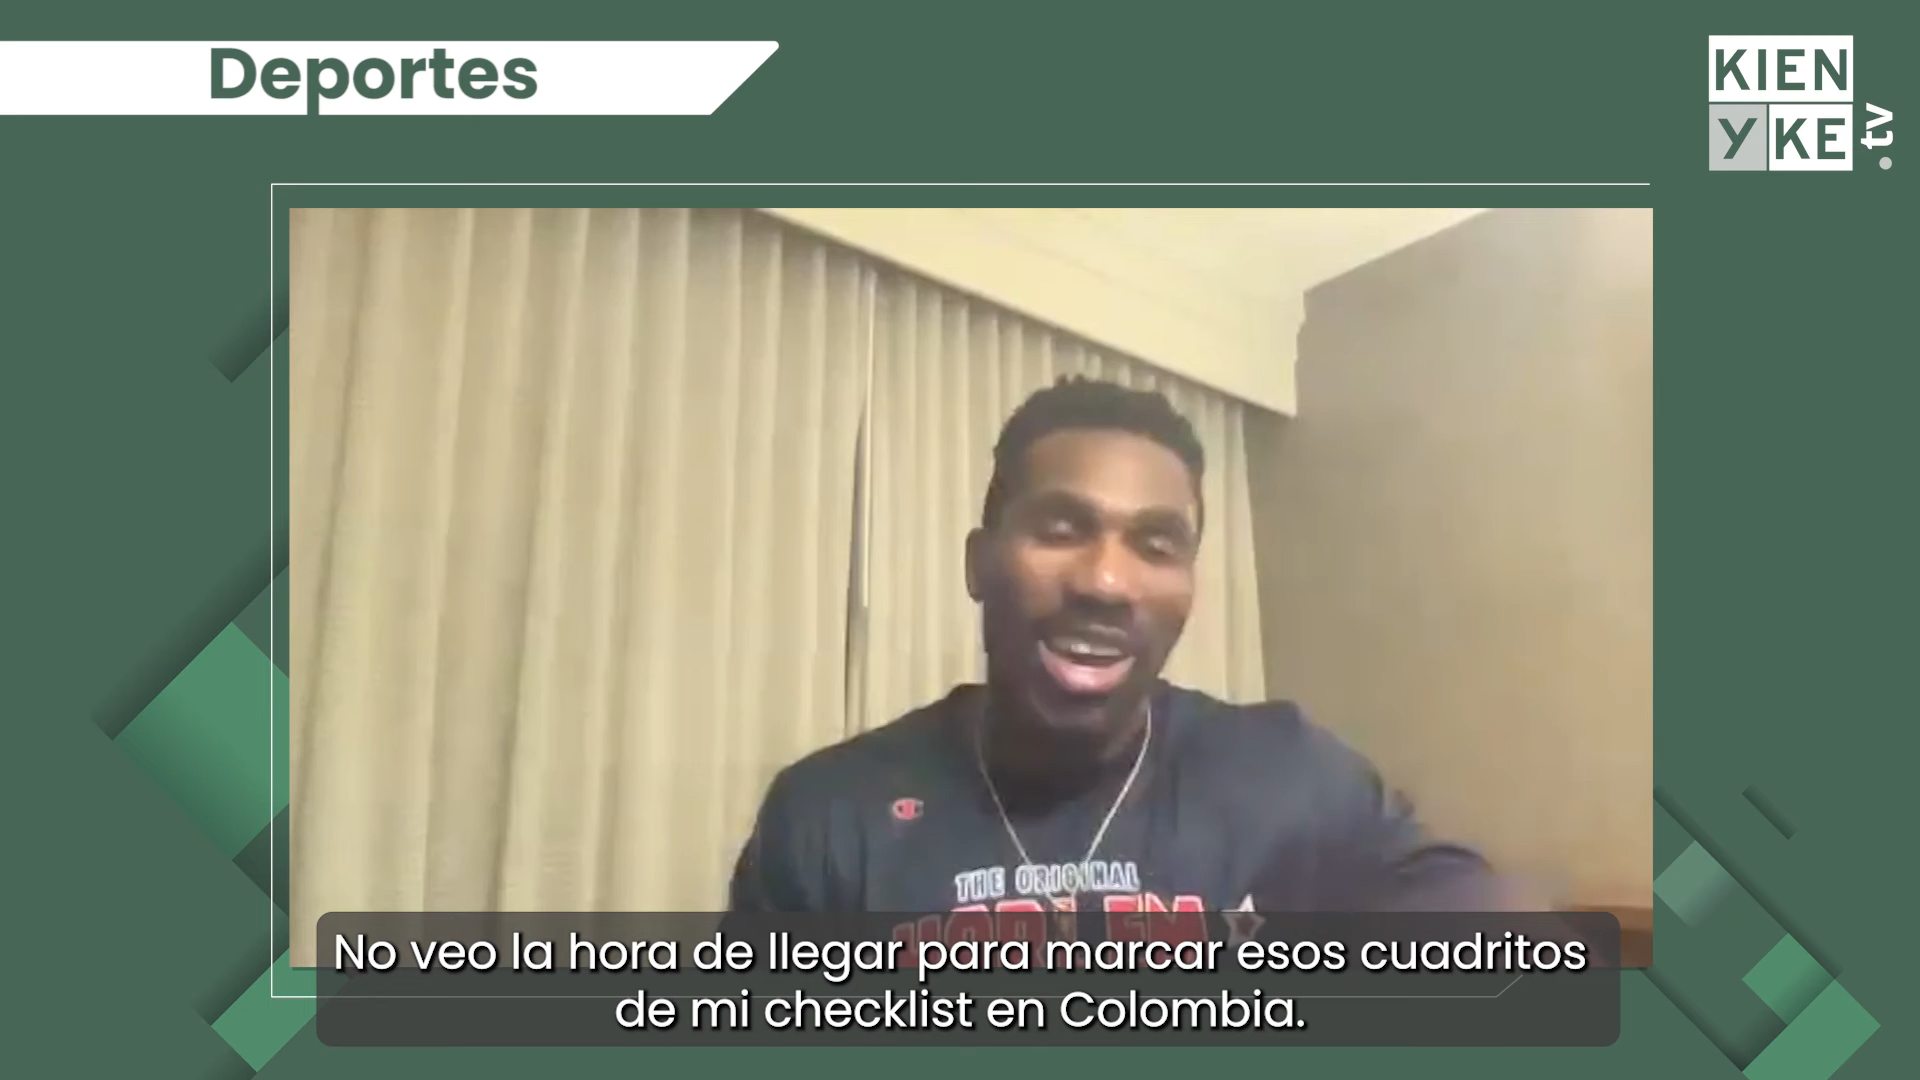 Deportes
KIEN
YKE
.tv
THE ORIGINAL
HARLEM
No veo la hora de llegar para marcar esos cuadritos
de mi checklist en Colombia.